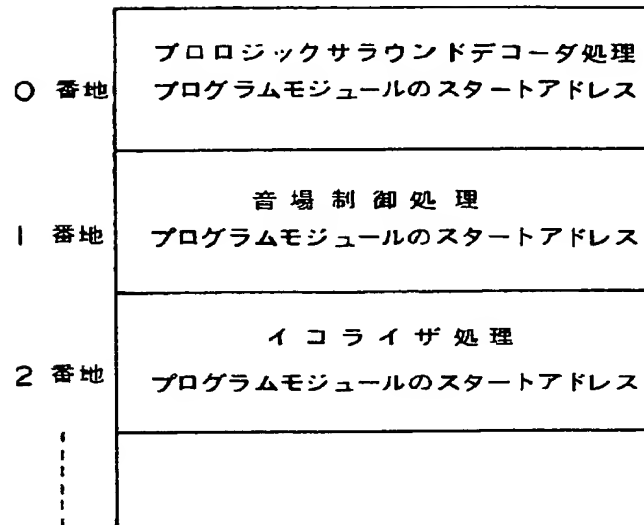 プロロジックサラウンドデコーダ処理
0 番地 プログラムモジュールのスタートアドレス
音場制御処理
1 番地 プログラムモジュールのスタートアドレス
イコライザ処理
2 番地 プログラムモジュールのスタートアドレス